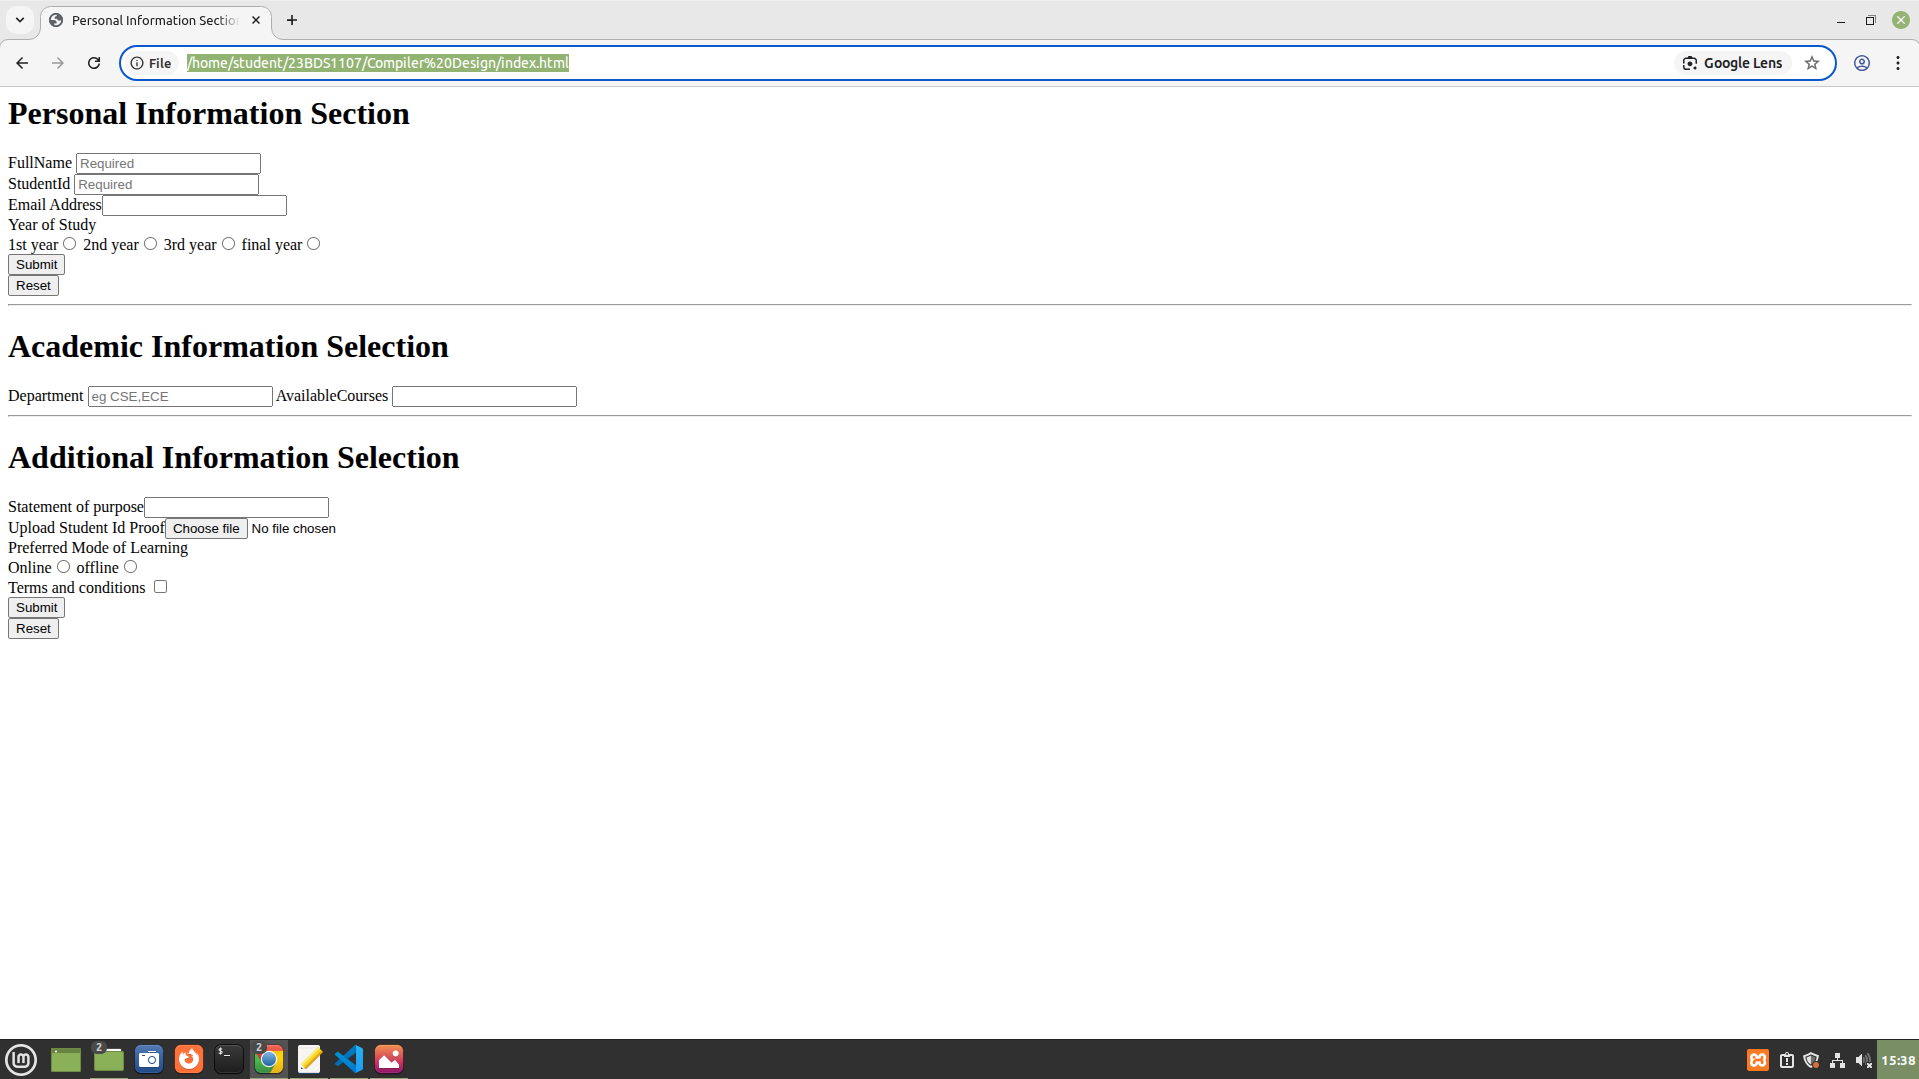 Personal Information Sectio
File /home/student/23BDS1107/Compiler%20Design/index.html Google Lens
Personal Information Section
FullName Required
StudentId Required
Email Address
Year of Study
1st year 2nd year 3rd year final year
Submit
Reset
Academic Information Selection
Department eg CSE,ECE AvailableCourses
Additional Information Selection
Statement of purpose
Upload Student Id Proof Choose file No file chosen
Preferred Mode of Learning
Online offline
Terms and conditions
Submit
Reset
2 $_ 2 15:38